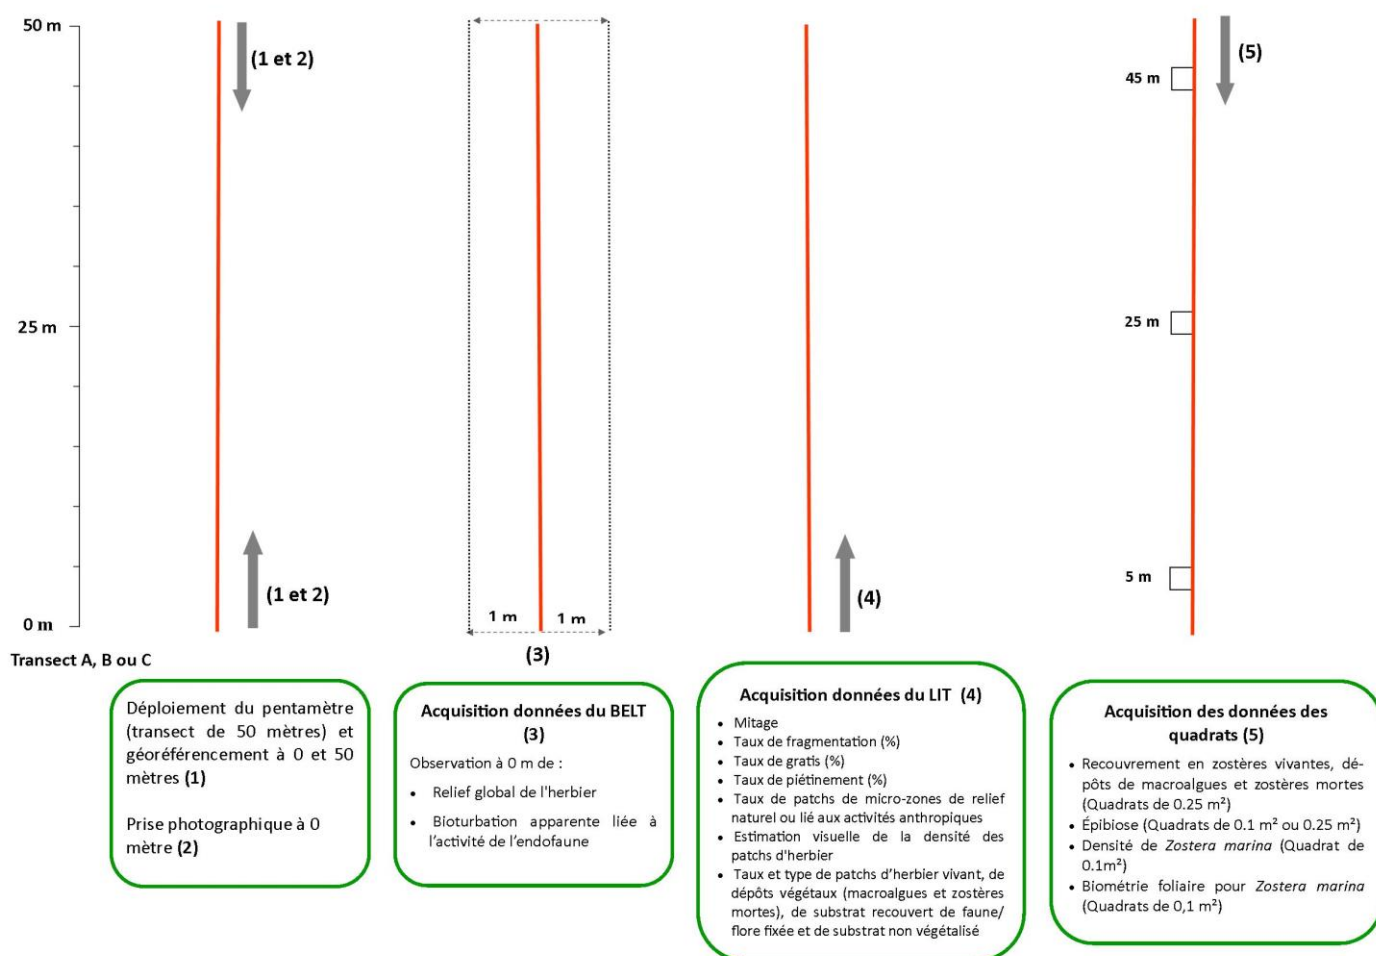 50 m
(1 et 2)
25 m
(1 et 2)
0 m
Transect A, B ou C
1 m
1 m
(3)
(4)
(5)
45 m
25 m
5 m
Déploiement du pentamètre
(transect de 50 mètres) et
géoréférencement à 0 et 50
mètres (1)
Prise photographique à 0
mètre (2)
Acquisition données du BELT
(3)
Observation à 0 m de :
• Relief global de l'herbier
• Bioturbation apparente liée à
l'activité de l'endofaune
Acquisition données du LIT (4)
• Mitage
• Taux de fragmentation (%)
• Taux de gratis (%)
• Taux de piétinement (%)
• Taux de patchs de micro-zones de relief
naturel ou lié aux activités anthropiques
• Estimation visuelle de la densité des
patchs d'herbier
• Taux et type de patchs d'herbier vivant, de
dépôts végétaux (macroalgues et zostères
mortes), de substrat recouvert de faune/
flore fixée et de substrat non végétalisé
Acquisition des données des
quadrats (5)
• Recouvrement en zostères vivantes, dé-
pôts de macroalgues et zostères mortes
(Quadrats de 0.25 m²)
• Épibiose (Quadrats de 0.1 m² ou 0.25 m²)
• Densité de Zostera marina (Quadrat de
0.1m²)
• Biométrie foliaire pour Zostera marina
(Quadrats de 0,1 m²)